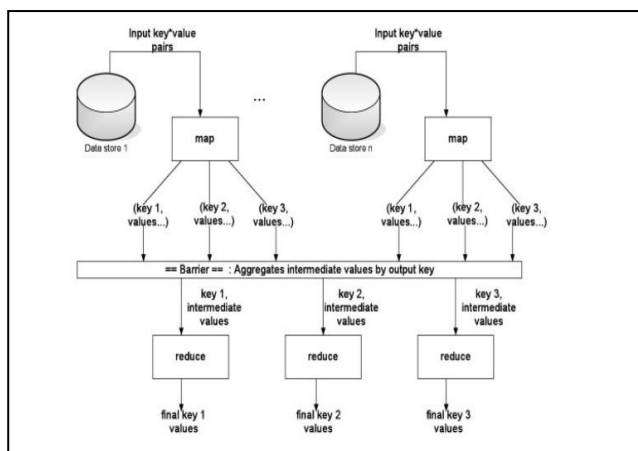 Input key*value
pairs
Input key*value
pairs
...
Data store 1
map
Data store n
map
(key 1,
values...)
(key 2,
values...)
(key 3,
values...)
(key 1,
values...)
(key 2,
values...)
(key 3,
values...)
== Barrier == : Aggregates intermediate values by output key
key 1,
intermediate
values
key 2,
intermediate
values
key 3,
intermediate
values
reduce
reduce
reduce
final key 1
values
final key 2
values
final key 3
values